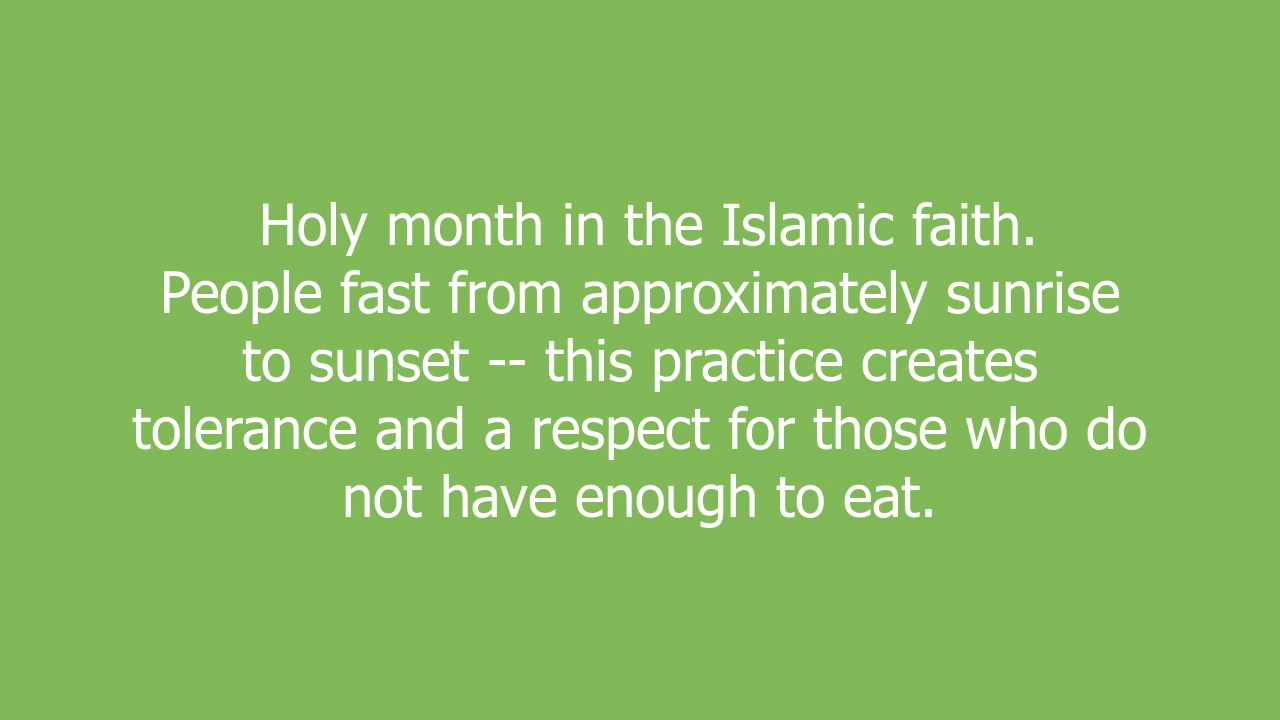 Holy month in the Islamic faith.
People fast from approximately sunrise
to sunset -- this practice creates
tolerance and a respect for those who do
not have enough to eat.